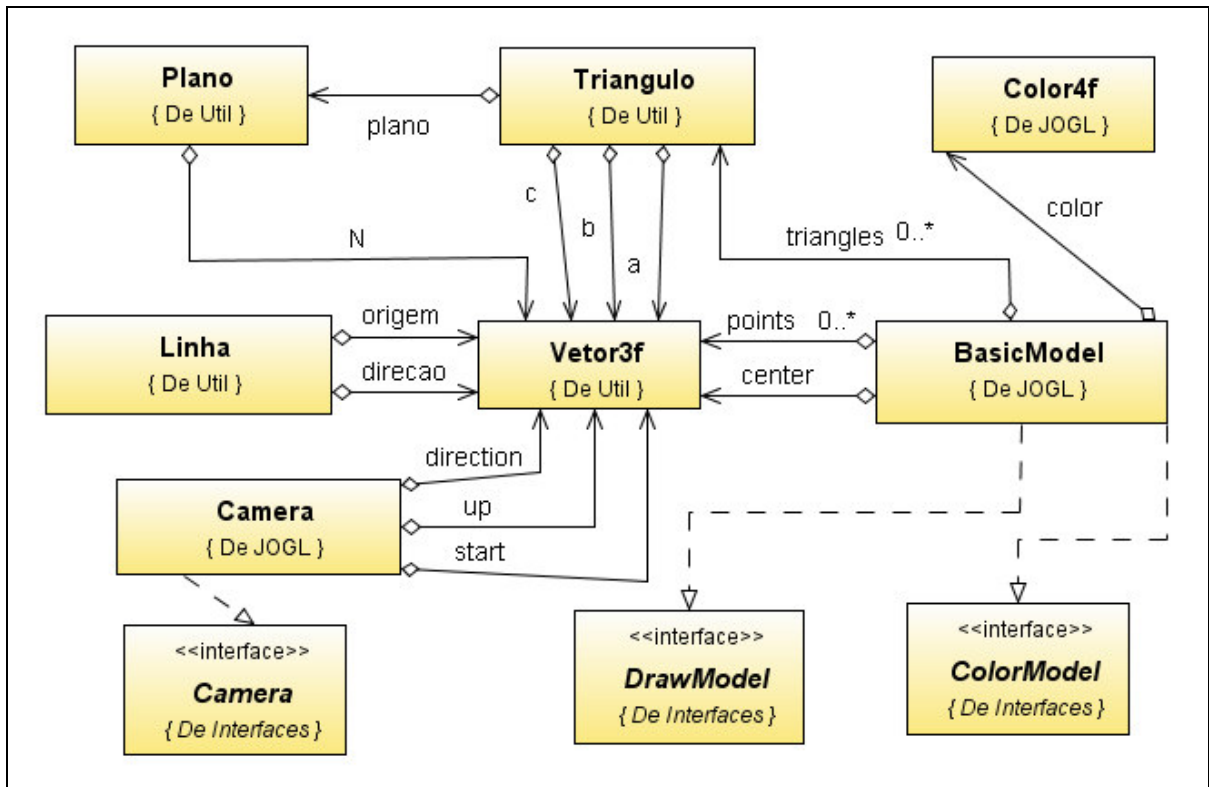 Plano
{ De Util }
Triangulo
{ De Util }
Color4f
{ De JOGL }
plano
c
b
a
N
color
triangles 0..*
Linha
{ De Util }
origem
direcao
Vetor3f
{ De Util }
points 0..*
center
BasicModel
{ De JOGL }
direction
up
start
Camera
{ De JOGL }
<<interface>>
Camera
{ De Interfaces }
<<interface>>
DrawModel
{ De Interfaces }
<<interface>>
ColorModel
{ De Interfaces }